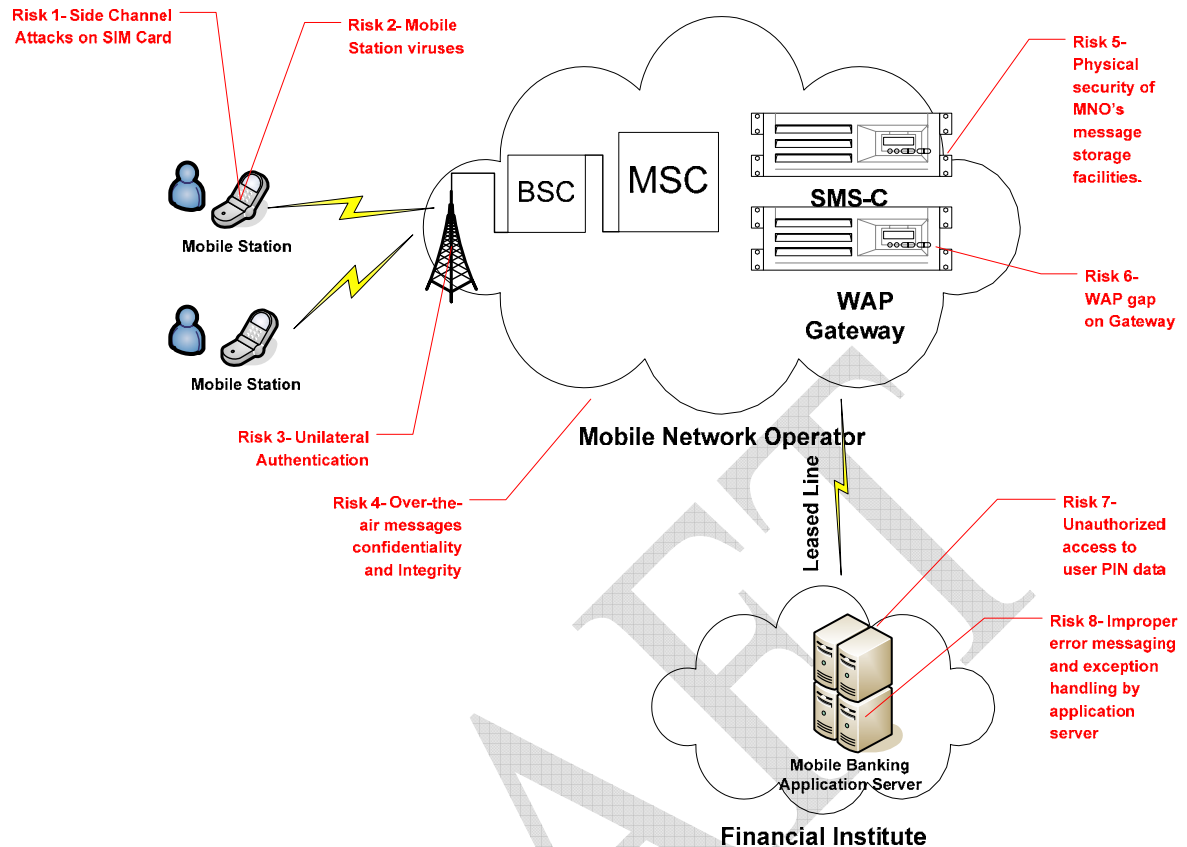 Risk 1- Side Channel
Attacks on SIM Card
Risk 2- Mobile
Station viruses
Mobile Station
Mobile Station
BSC
MSC
SMS-C
WAP
Gateway
Risk 5-
Physical
security of
MNO's
message
storage
facilities.
Risk 6-
WAP gap
on Gateway
Risk 3- Unilateral
Authentication
Mobile Network Operator
Risk 4- Over-the-
air messages
confidentiality
and Integrity
Leased Line
Risk 7-
Unauthorized
access to
user PIN data
Risk 8- Improper
error messaging
and exception
handling by
application
server
Mobile Banking
Application Server
Financial Institute
AFT